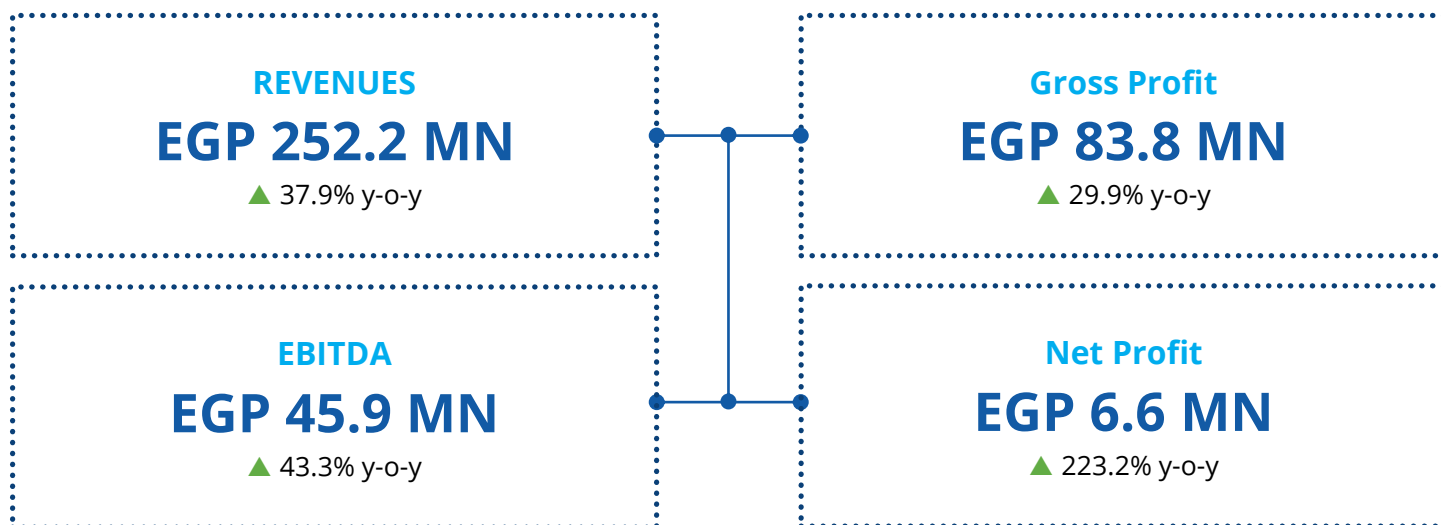 REVENUES
EGP 252.2 MN
37.9% y-o-y
Gross Profit
EGP 83.8 MN
29.9% y-o-y
EBITDA
EGP 45.9 MN
43.3% y-o-y
Net Profit
EGP 6.6 MN
223.2% y-o-y